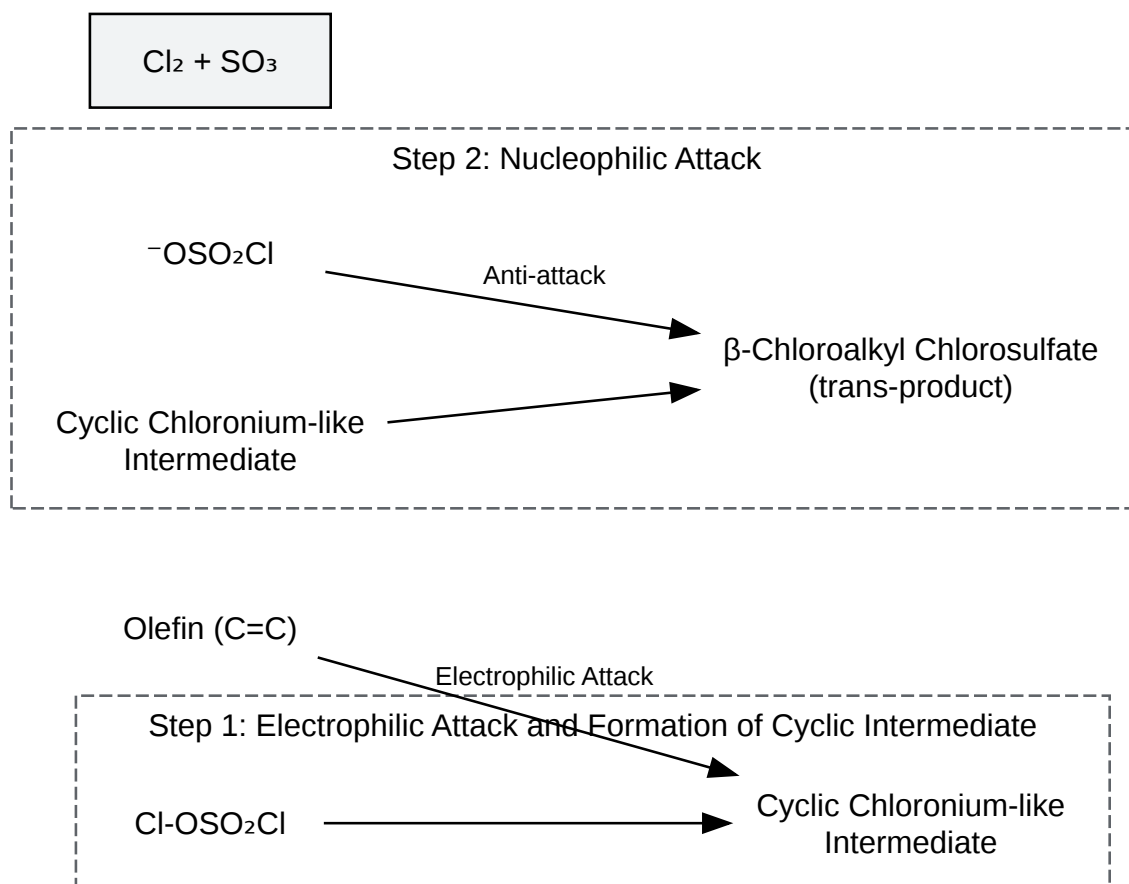 Cl₂ + SO₃
Step 2: Nucleophilic Attack
⁻OSO₂Cl
Anti-attack
β-Chloroalkyl Chlorosulfate
(trans-product)
Cyclic Chloronium-like
Intermediate
Olefin (C=C)
Electrophilic Attack
Step 1: Electrophilic Attack and Formation of Cyclic Intermediate
Cl-OSO₂Cl
Cyclic Chloronium-like
Intermediate